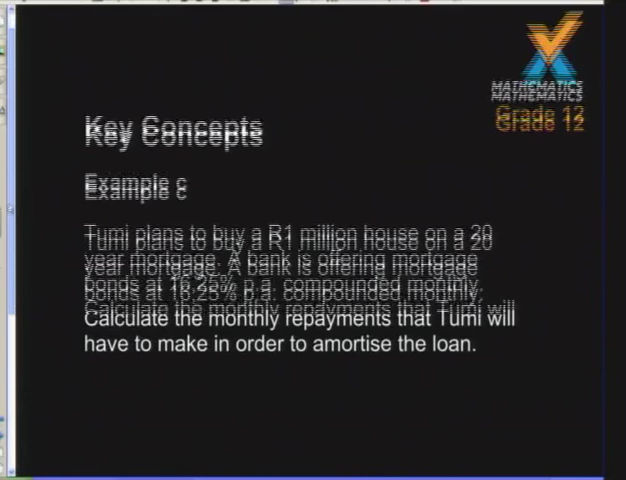 MATHEMATICS
Grade 12
Key Concepts
Example c
Tumi plans to buy a R1 million house on a 20
year mortgage. A bank is offering mortgage
bonds at 16.25% p.a. compounded monthly.
Calculate the monthly repayments that Tumi will
have to make in order to amortise the loan.